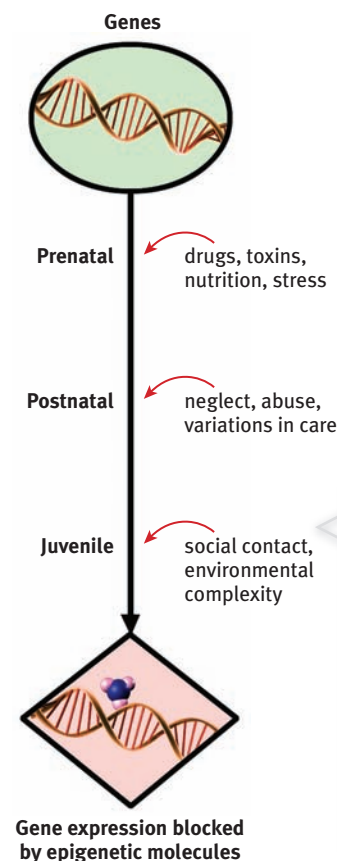 Genes
Prenatal
drugs, toxins,
nutrition, stress
Postnatal
neglect, abuse,
variations in care
Juvenile
social contact,
environmental
complexity
Gene expression blocked
by epigenetic molecules